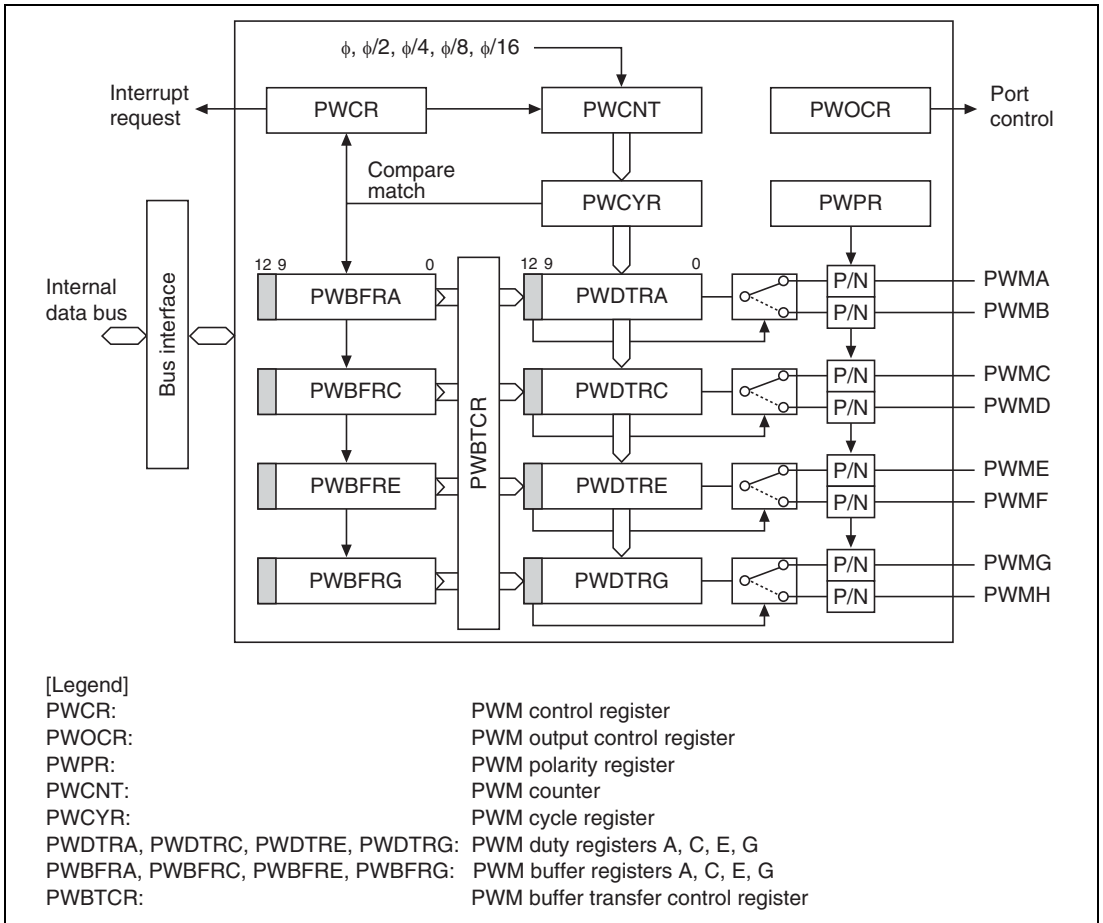 ϕ, ϕ/2, ϕ/4, ϕ/8, ϕ/16
Interrupt
request
PWCR
PWCNT
PWOCR
Port
control
Compare
match
PWCYR
PWPR
12 9 0
12 9 0
Internal
data bus
Bus interface
PWBFRA
PWBTCR
PWDTRA
P/N
PWMA
P/N
PWMB
PWBFRC
PWDTRC
P/N
PWMC
P/N
PWMD
PWBFRE
PWDTRE
P/N
PWME
P/N
PWMF
PWBFRG
PWDTRG
P/N
PWMG
P/N
PWMH
[Legend]
PWCR: PWM control register
PWOCR: PWM output control register
PWPR: PWM polarity register
PWCNT: PWM counter
PWCYR: PWM cycle register
PWDTRA, PWDTRC, PWDTRE, PWDTRG: PWM duty registers A, C, E, G
PWBFRA, PWBFRC, PWBFRE, PWBFRG: PWM buffer registers A, C, E, G
PWBTCR: PWM buffer transfer control register